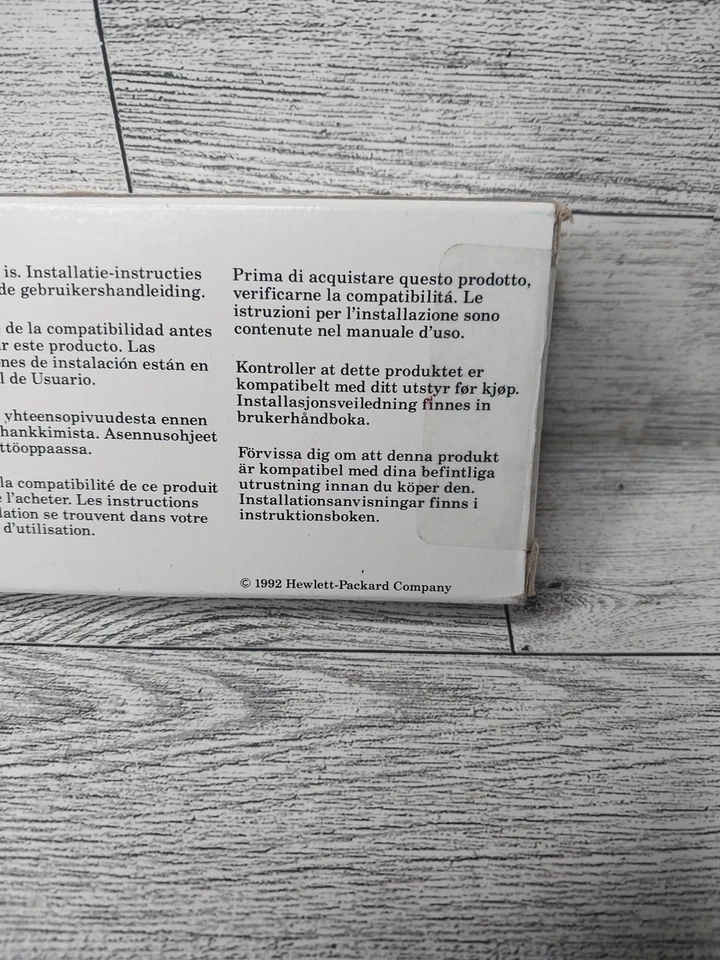 is. Installatie-instructies
de gebruikershandleiding.
de la compatibilidad antes
r este producto. Las
nes de instalación están en
l de Usuario.
yhteensopivuudesta ennen
hankkimista. Asennusohjeet
ttöoppaassa.
la compatibilité de ce produit
l'acheter. Les instructions
lation se trouvent dans votre
d'utilisation.
Prima di acquistare questo prodotto,
verificarne la compatibilitá. Le
istruzioni per l'installazione sono
contenute nel manuale d'uso.
Kontroller at dette produktet er
kompatibelt med ditt utstyr før kjøp.
Installasjonsveiledning finnes in
brukerhåndboka.
Förvissa dig om att denna produkt
är kompatibel med dina befintliga
utrustning innan du köper den.
Installationsanvisningar finns i
instruktionsboken.
© 1992 Hewlett-Packard Company